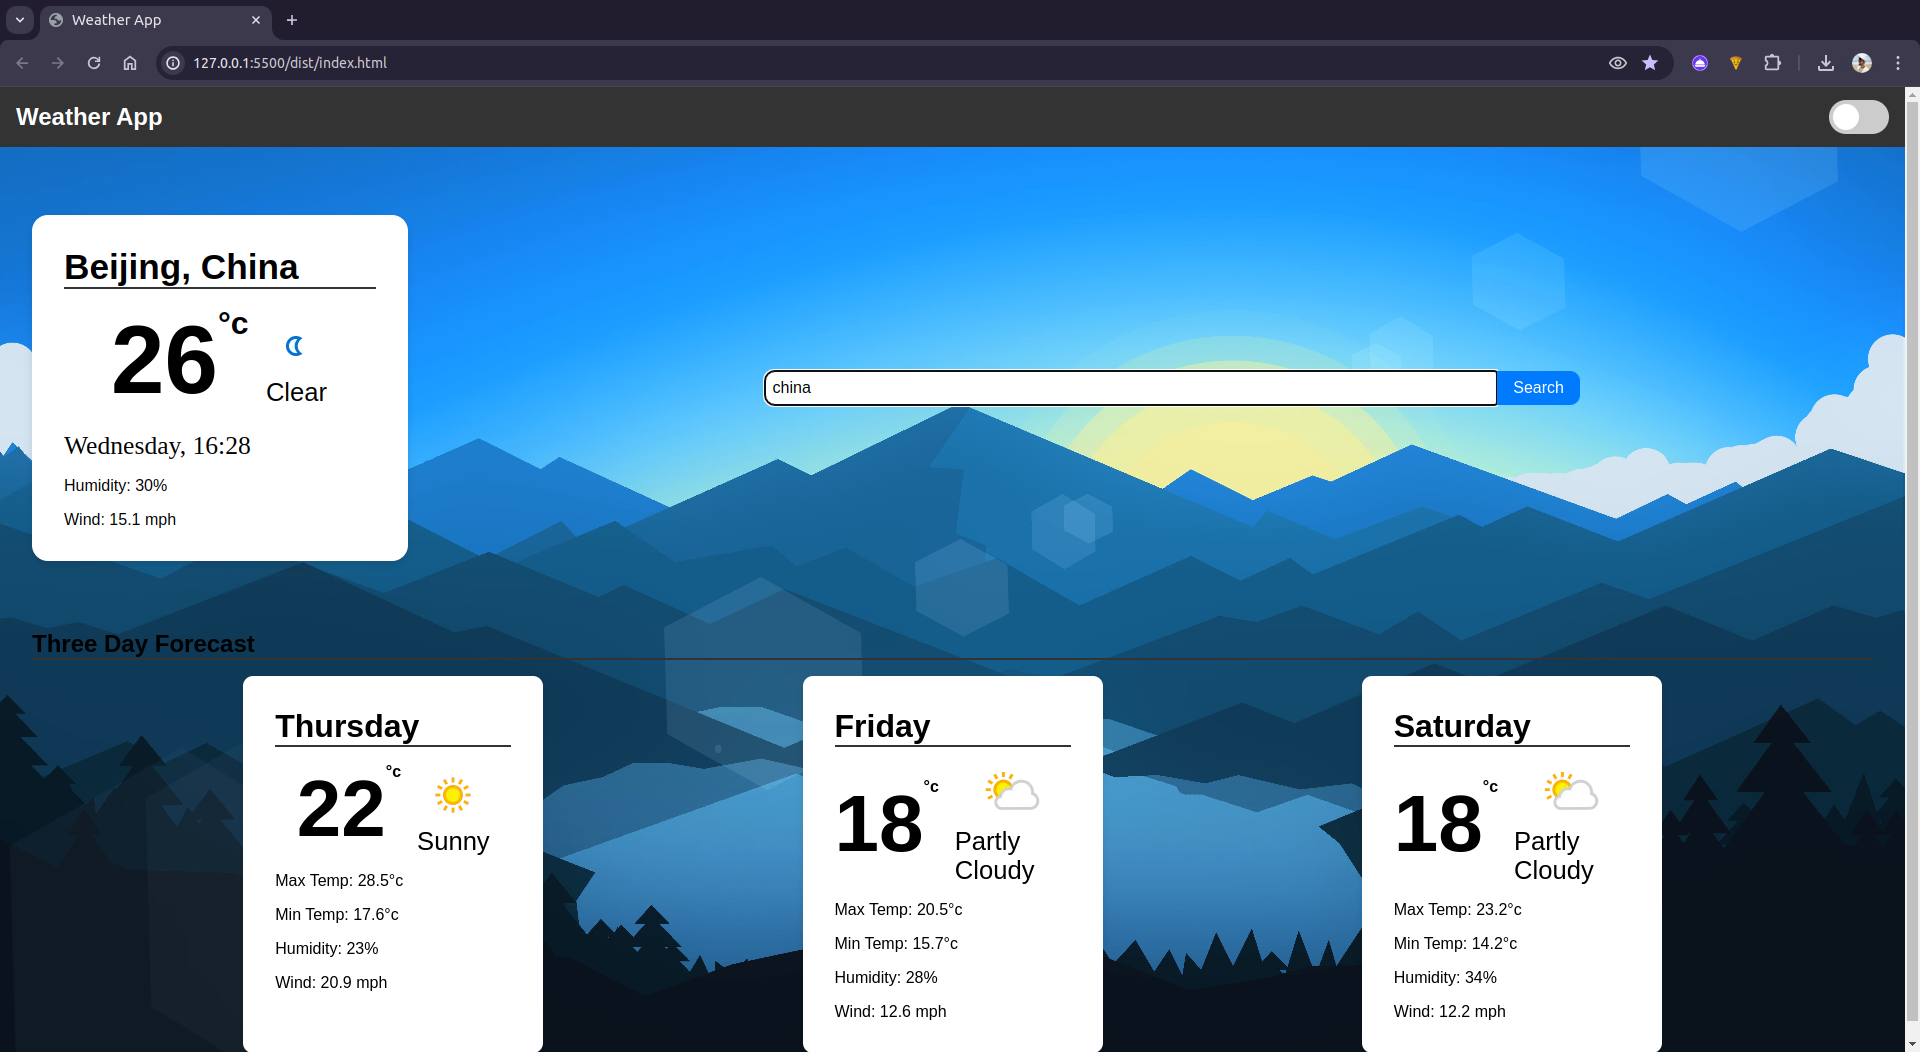 Weather App
127.0.0.1:5500/dist/index.html
Weather App
Beijing, China
26 °c
Clear
Wednesday, 16:28
Humidity: 30%
Wind: 15.1 mph
china
Search
Three Day Forecast
Thursday
22 °c
Sunny
Max Temp: 28.5°c
Min Temp: 17.6°c
Humidity: 23%
Wind: 20.9 mph
Friday
18 °c
Partly
Cloudy
Max Temp: 20.5°c
Min Temp: 15.7°c
Humidity: 28%
Wind: 12.6 mph
Saturday
18 °c
Partly
Cloudy
Max Temp: 23.2°c
Min Temp: 14.2°c
Humidity: 34%
Wind: 12.2 mph